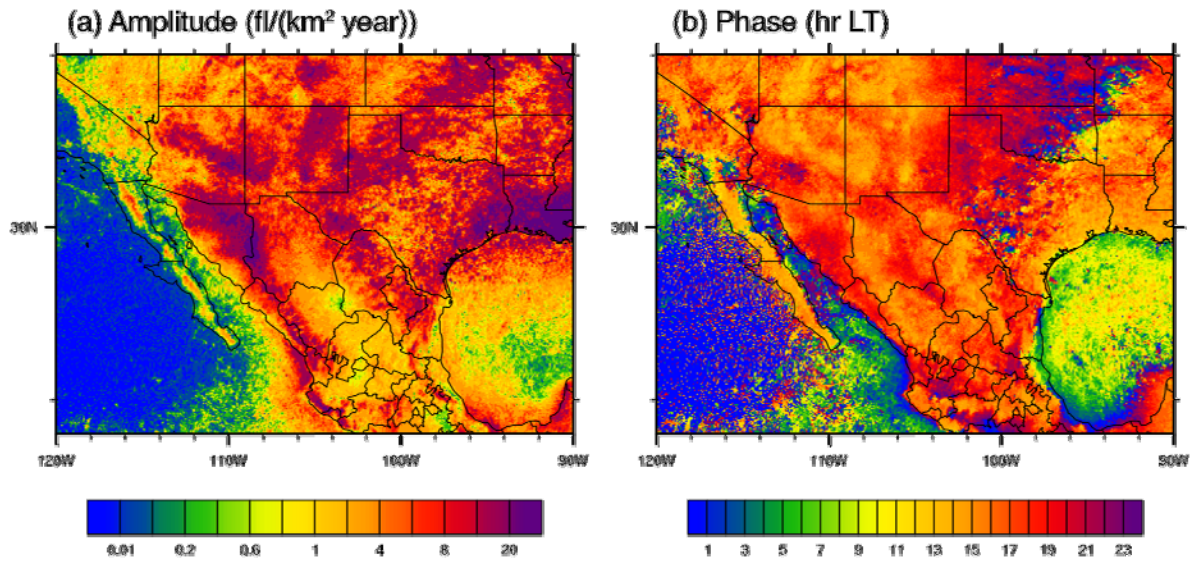 (a) Amplitude (fl/(km² year))
(b) Phase (hr LT)
30N
30N
120W 110W 100W 90W
120W 110W 100W 90W
0.01 0.2 0.6 1 4 8 20
1 3 5 7 9 11 13 15 17 19 21 23